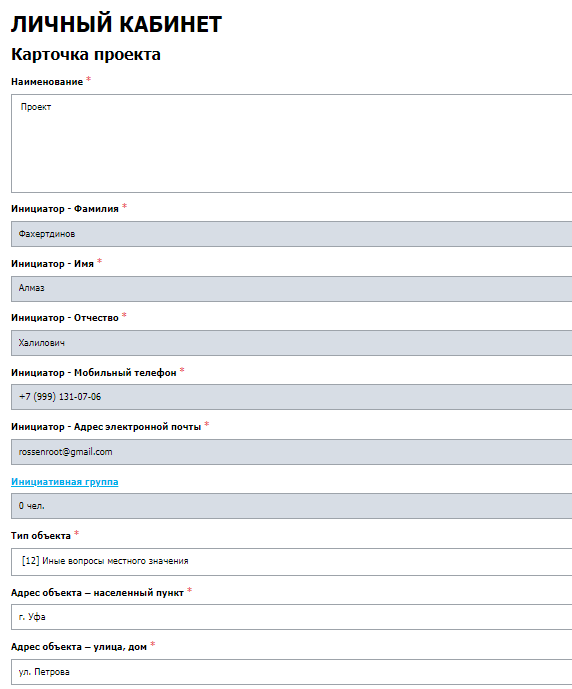 ЛИЧНЫЙ КАБИНЕТ
Карточка проекта
Наименование *
Проект
Инициатор - Фамилия *
Фахертдинов
Инициатор - Имя *
Алмаз
Инициатор - Отчество *
Халилович
Инициатор - Мобильный телефон *
+7 (999) 131-07-06
Инициатор - Адрес электронной почты *
rossenroot@gmail.com
Инициативная группа
0 чел.
Тип объекта *
[12] Иные вопросы местного значения
Адрес объекта – населенный пункт *
г. Уфа
Адрес объекта – улица, дом *
ул. Петрова